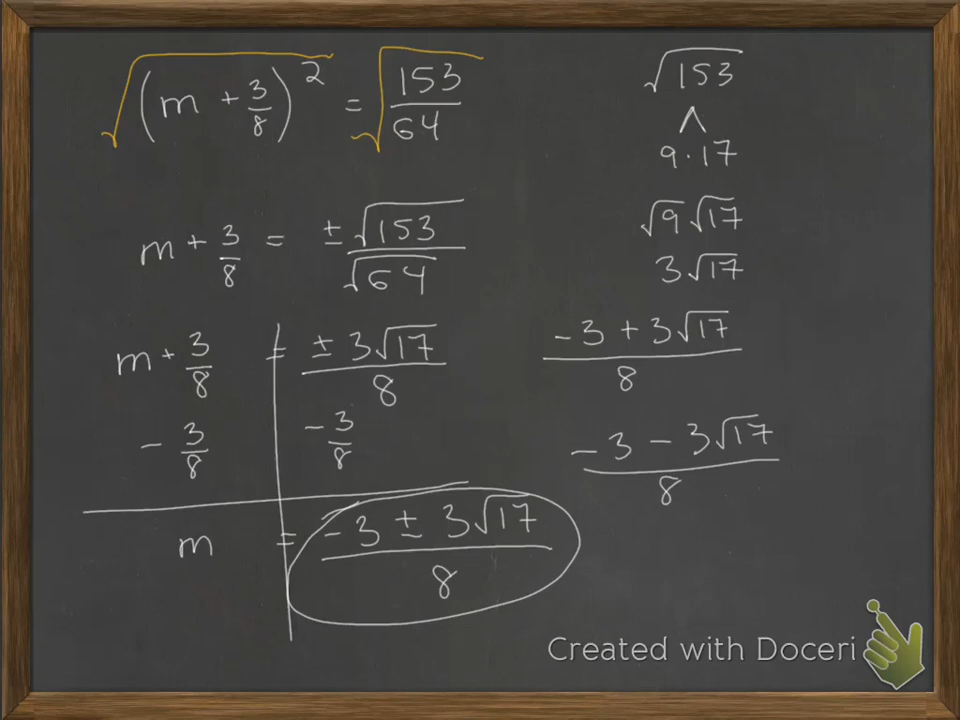 √(m + 3/8)² = √153/64
m + 3/8 = ± √153/√64
m + 3/8 = ± 3√17/8
- 3/8 - 3/8
m = -3 ± 3√17/8
√153
9·17
√9 √17
3√17
-3 + 3√17/8
-3 - 3√17/8
Created with Doceri